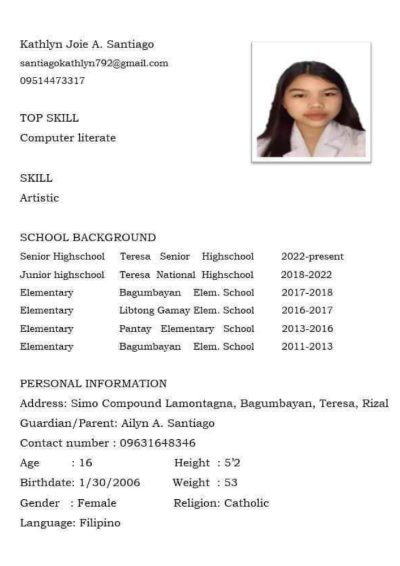 Kathlyn Joie A. Santiago
santiagokathlyn792@gmail.com
09514473317
TOP SKILL
Computer literate
SKILL
Artistic
SCHOOL BACKGROUND
Senior Highschool Teresa Senior Highschool 2022-present
Junior highschool Teresa National Highschool 2018-2022
Elementary Bagumbayan Elem. School 2017-2018
Elementary Libtong Gamay Elem. School 2016-2017
Elementary Pantay Elementary School 2013-2016
Elementary Bagumbayan Elem. School 2011-2013
PERSONAL INFORMATION
Address: Simo Compound Lamontagna, Bagumbayan, Teresa, Rizal
Guardian/Parent: Ailyn A. Santiago
Contact number : 09631648346
Age : 16 Height : 5'2
Birthdate: 1/30/2006 Weight : 53
Gender : Female Religion: Catholic
Language: Filipino